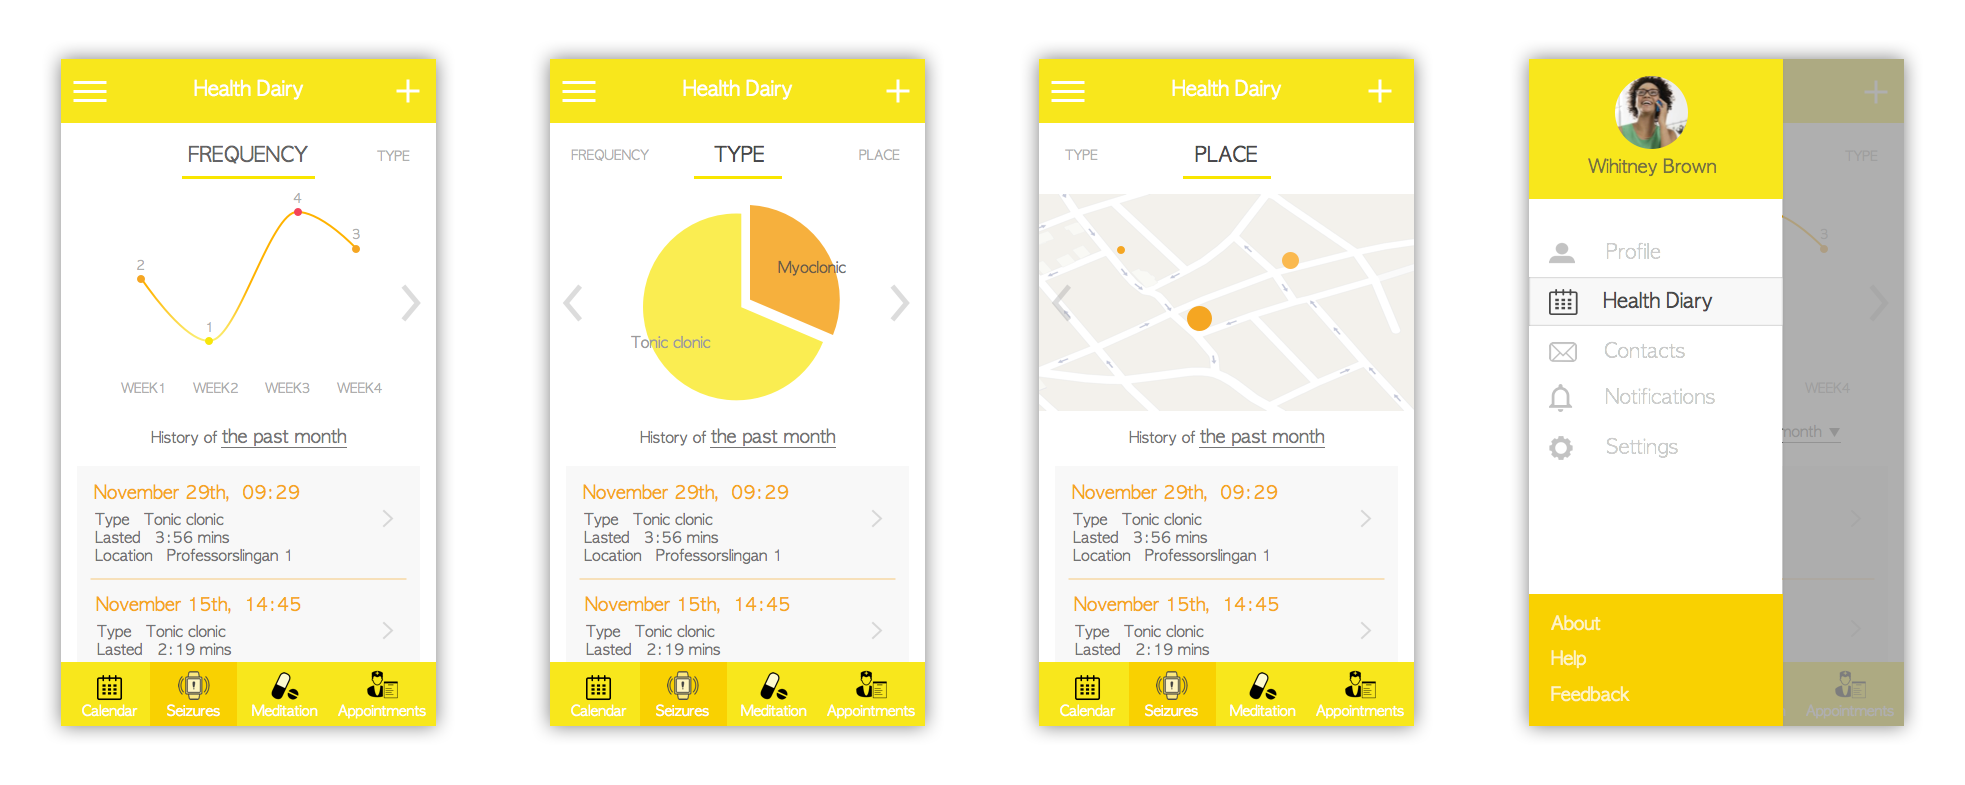 Health Dairy
FREQUENCY TYPE
4
3
2
1
WEEK1 WEEK2 WEEK3 WEEK4
History of the past month
November 29th, 09:29
Type Tonic clonic
Lasted 3:56 mins
Location Professorslingan 1
November 15th, 14:45
Type Tonic clonic
Lasted 2:19 mins
Calendar Seizures Meditation Appointments
Health Dairy
FREQUENCY TYPE PLACE
Myoclonic
Tonic clonic
History of the past month
November 29th, 09:29
Type Tonic clonic
Lasted 3:56 mins
Location Professorslingan 1
November 15th, 14:45
Type Tonic clonic
Lasted 2:19 mins
Calendar Seizures Meditation Appointments
Health Dairy
TYPE PLACE
History of the past month
November 29th, 09:29
Type Tonic clonic
Lasted 3:56 mins
Location Professorslingan 1
November 15th, 14:45
Type Tonic clonic
Lasted 2:19 mins
Calendar Seizures Meditation Appointments
Wihitney Brown
Profile
Health Diary
Contacts
Notifications
Settings
About
Help
Feedback
TYPE
3
WEEK4
month ▼
Appointments